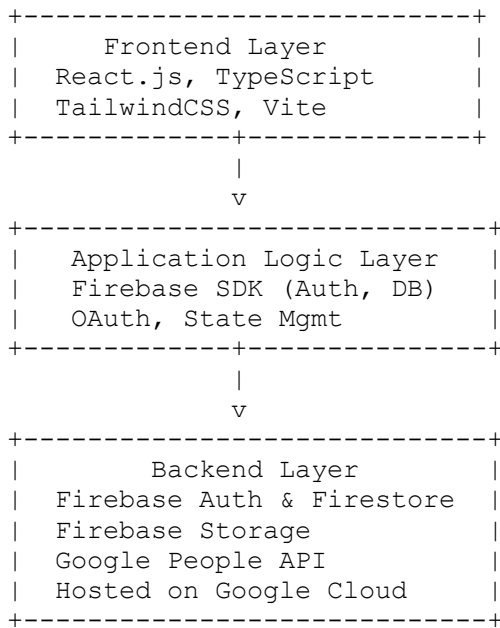 Frontend Layer
React.js, TypeScript
TailwindCSS, Vite
v
Application Logic Layer
Firebase SDK (Auth, DB)
OAuth, State Mgmt
v
Backend Layer
Firebase Auth & Firestore
Firebase Storage
Google People API
Hosted on Google Cloud